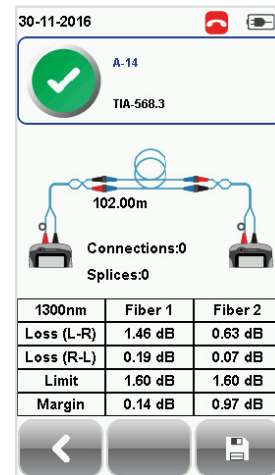 30-11-2016
A-14
TIA-568.3
102.00m
Connections:0
Splices:0
1300nm Fiber 1 Fiber 2
Loss (L-R) 1.46 dB 0.63 dB
Loss (R-L) 0.19 dB 0.07 dB
Limit 1.60 dB 1.60 dB
Margin 0.14 dB 0.97 dB